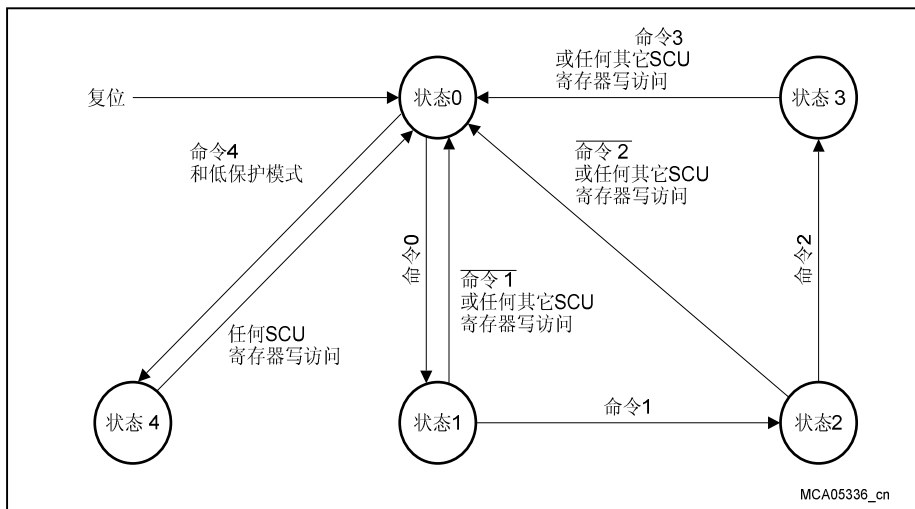 命令3
或任何其它SCU
寄存器写访问
复位
状态0
状态 3
命令4
和低保护模式
命令 2
或任何其它SCU
寄存器写访问
命令0
命令2
命令 1
或任何其它SCU
寄存器写访问
任何SCU
寄存器写访问
命令1
状态 4
状态1
状态2
MCA05336_cn